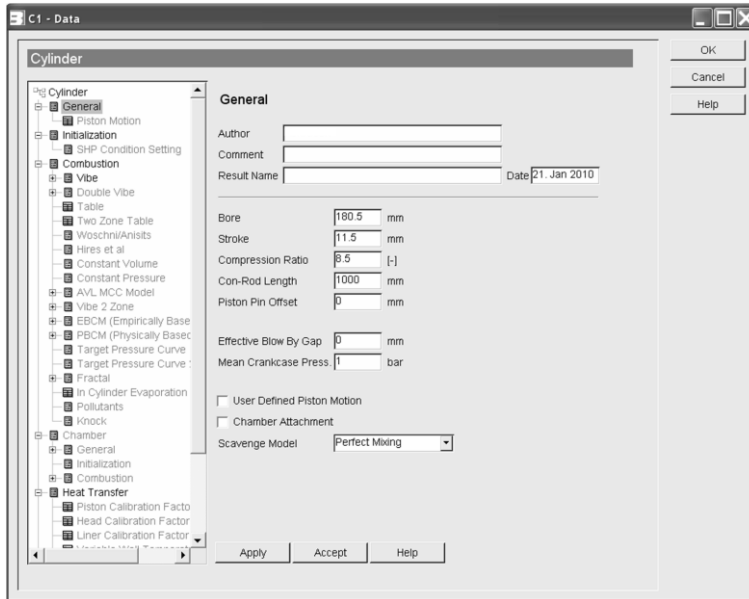 C1 - Data
Cylinder
OK
Cancel
Help
Cylinder
General
Piston Motion
Initialization
SHP Condition Setting
Combustion
Vibe
Double Vibe
Table
Two Zone Table
Woschni/Anisits
Hires et al
Constant Volume
Constant Pressure
AVL MCC Model
Vibe 2 Zone
EBCM (Empirically Base
PBCM (Physically Based
Target Pressure Curve
Target Pressure Curve
Fractal
In Cylinder Evaporation
Pollutants
Knock
Chamber
General
Initialization
Combustion
Heat Transfer
Piston Calibration Facto
Head Calibration Factor
Liner Calibration Factor
General
Author
Comment
Result Name Date 21. Jan 2010
Bore 180.5 mm
Stroke 11.5 mm
Compression Ratio 8.5 [-]
Con-Rod Length 1000 mm
Piston Pin Offset 0 mm
Effective Blow By Gap 0 mm
Mean Crankcase Press. 1 bar
User Defined Piston Motion
Chamber Attachment
Scavenge Model Perfect Mixing
Apply Accept Help